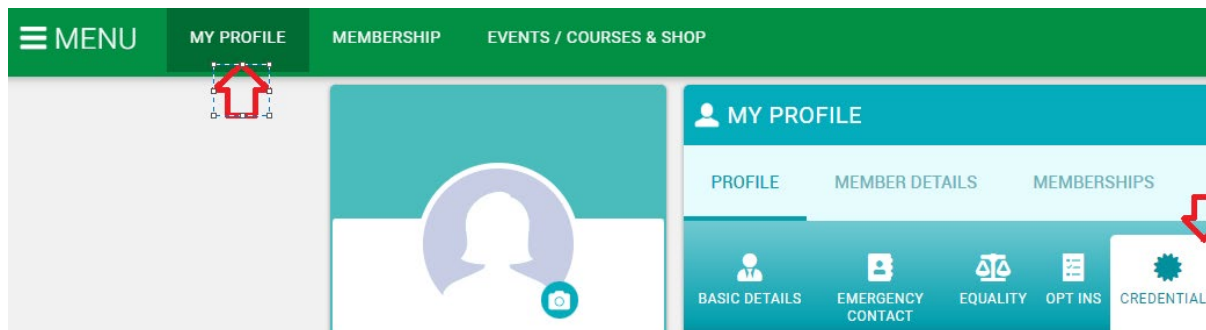 MENU MY PROFILE MEMBERSHIP EVENTS / COURSES & SHOP
MY PROFILE
PROFILE MEMBER DETAILS MEMBERSHIPS
BASIC DETAILS EMERGENCY CONTACT EQUALITY OPT INS CREDENTIAL